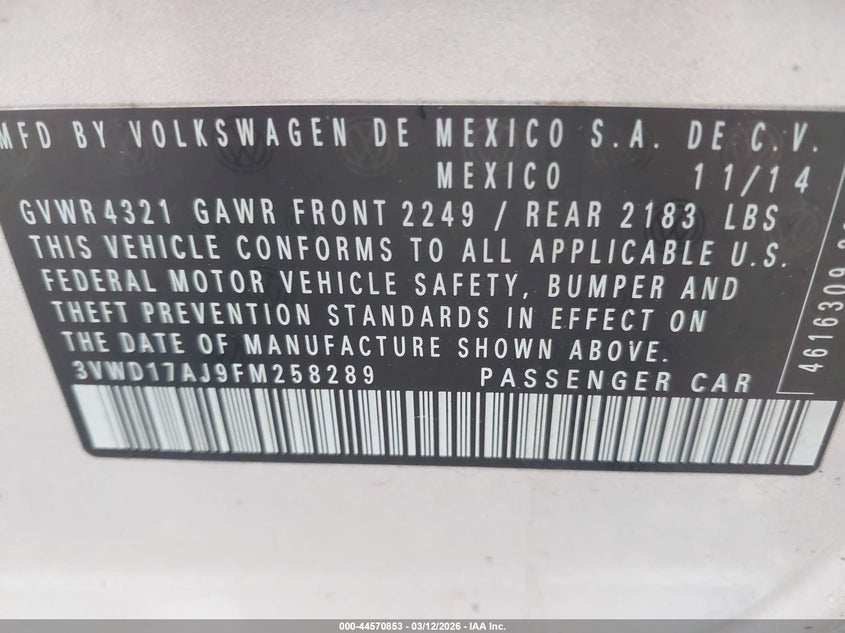 MFD BY VOLKSWAGEN DE MEXICO S.A. DE C.V.
MEXICO 11/14
GVWR4321 GAWR FRONT 2249 / REAR 2183 LBS
THIS VEHICLE CONFORMS TO ALL APPLICABLE U.S.
FEDERAL MOTOR VEHICLE SAFETY, BUMPER AND
THEFT PREVENTION STANDARDS IN EFFECT ON
THE DATE OF MANUFACTURE SHOWN ABOVE.
3VWD17AJ9FM258289 PASSENGER CAR
4616309
000-44570853 - 03/12/2026 - IAA Inc.